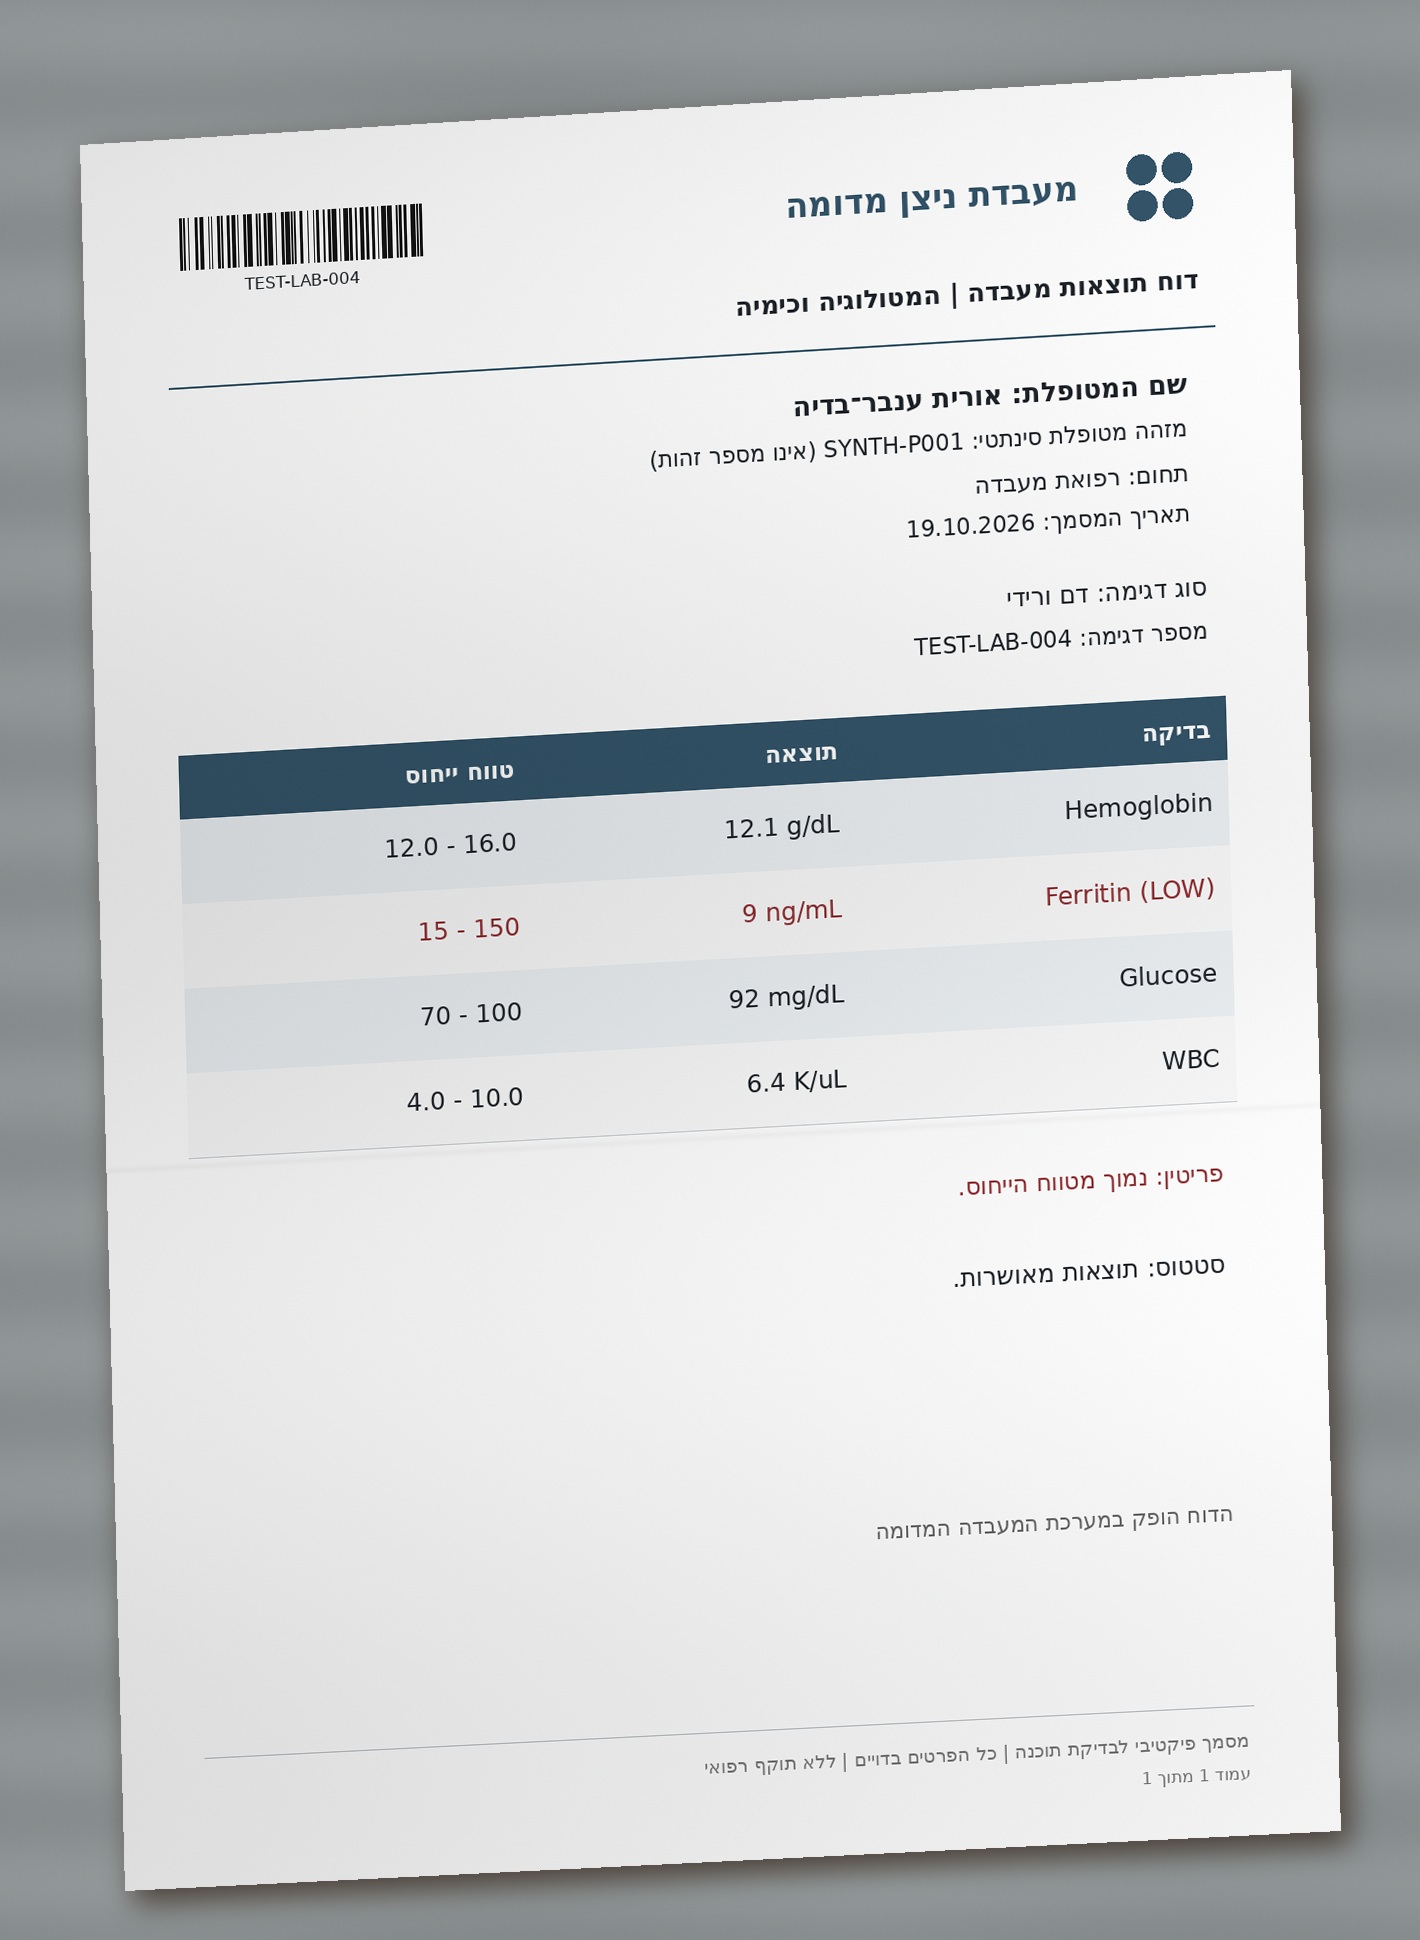 מעבדת ניצן מדומה
TEST-LAB-004
דוח תוצאות מעבדה | המטולוגיה וכימיה
שם המטופלת: אורית ענבר־בדיה
מזהה מטופלת סינתטי: SYNTH-P001 (אינו מספר זהות)
תחום: רפואת מעבדה
תאריך המסמך: 19.10.2026
סוג דגימה: דם ורידי
מספר דגימה: TEST-LAB-004
בדיקה תוצאה טווח ייחוס
Hemoglobin 12.1 g/dL 12.0 - 16.0
Ferritin (LOW) 9 ng/mL 15 - 150
Glucose 92 mg/dL 70 - 100
WBC 6.4 K/uL 4.0 - 10.0
פריטין: נמוך מטווח הייחוס.
סטטוס: תוצאות מאושרות.
הדוח הופק במערכת המעבדה המדומה
מסמך פיקטיבי לבדיקת תוכנה | כל הפרטים בדויים | ללא תוקף רפואי
עמוד 1 מתוך 1